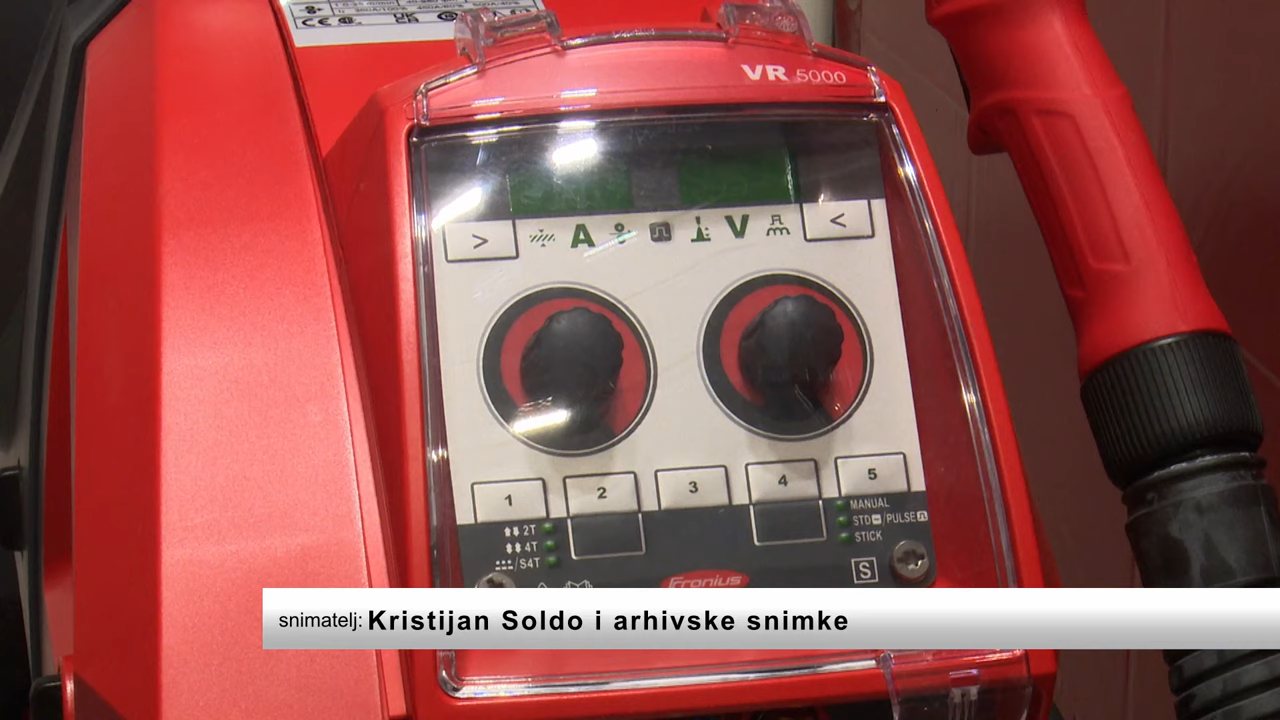 VR 5000
> A V <
1 2 3 4 5
2T
4T
/S4T
MANUAL
STD /PULSE
STICK
S
Fronius
snimatelj: Kristijan Soldo i arhivske snimke